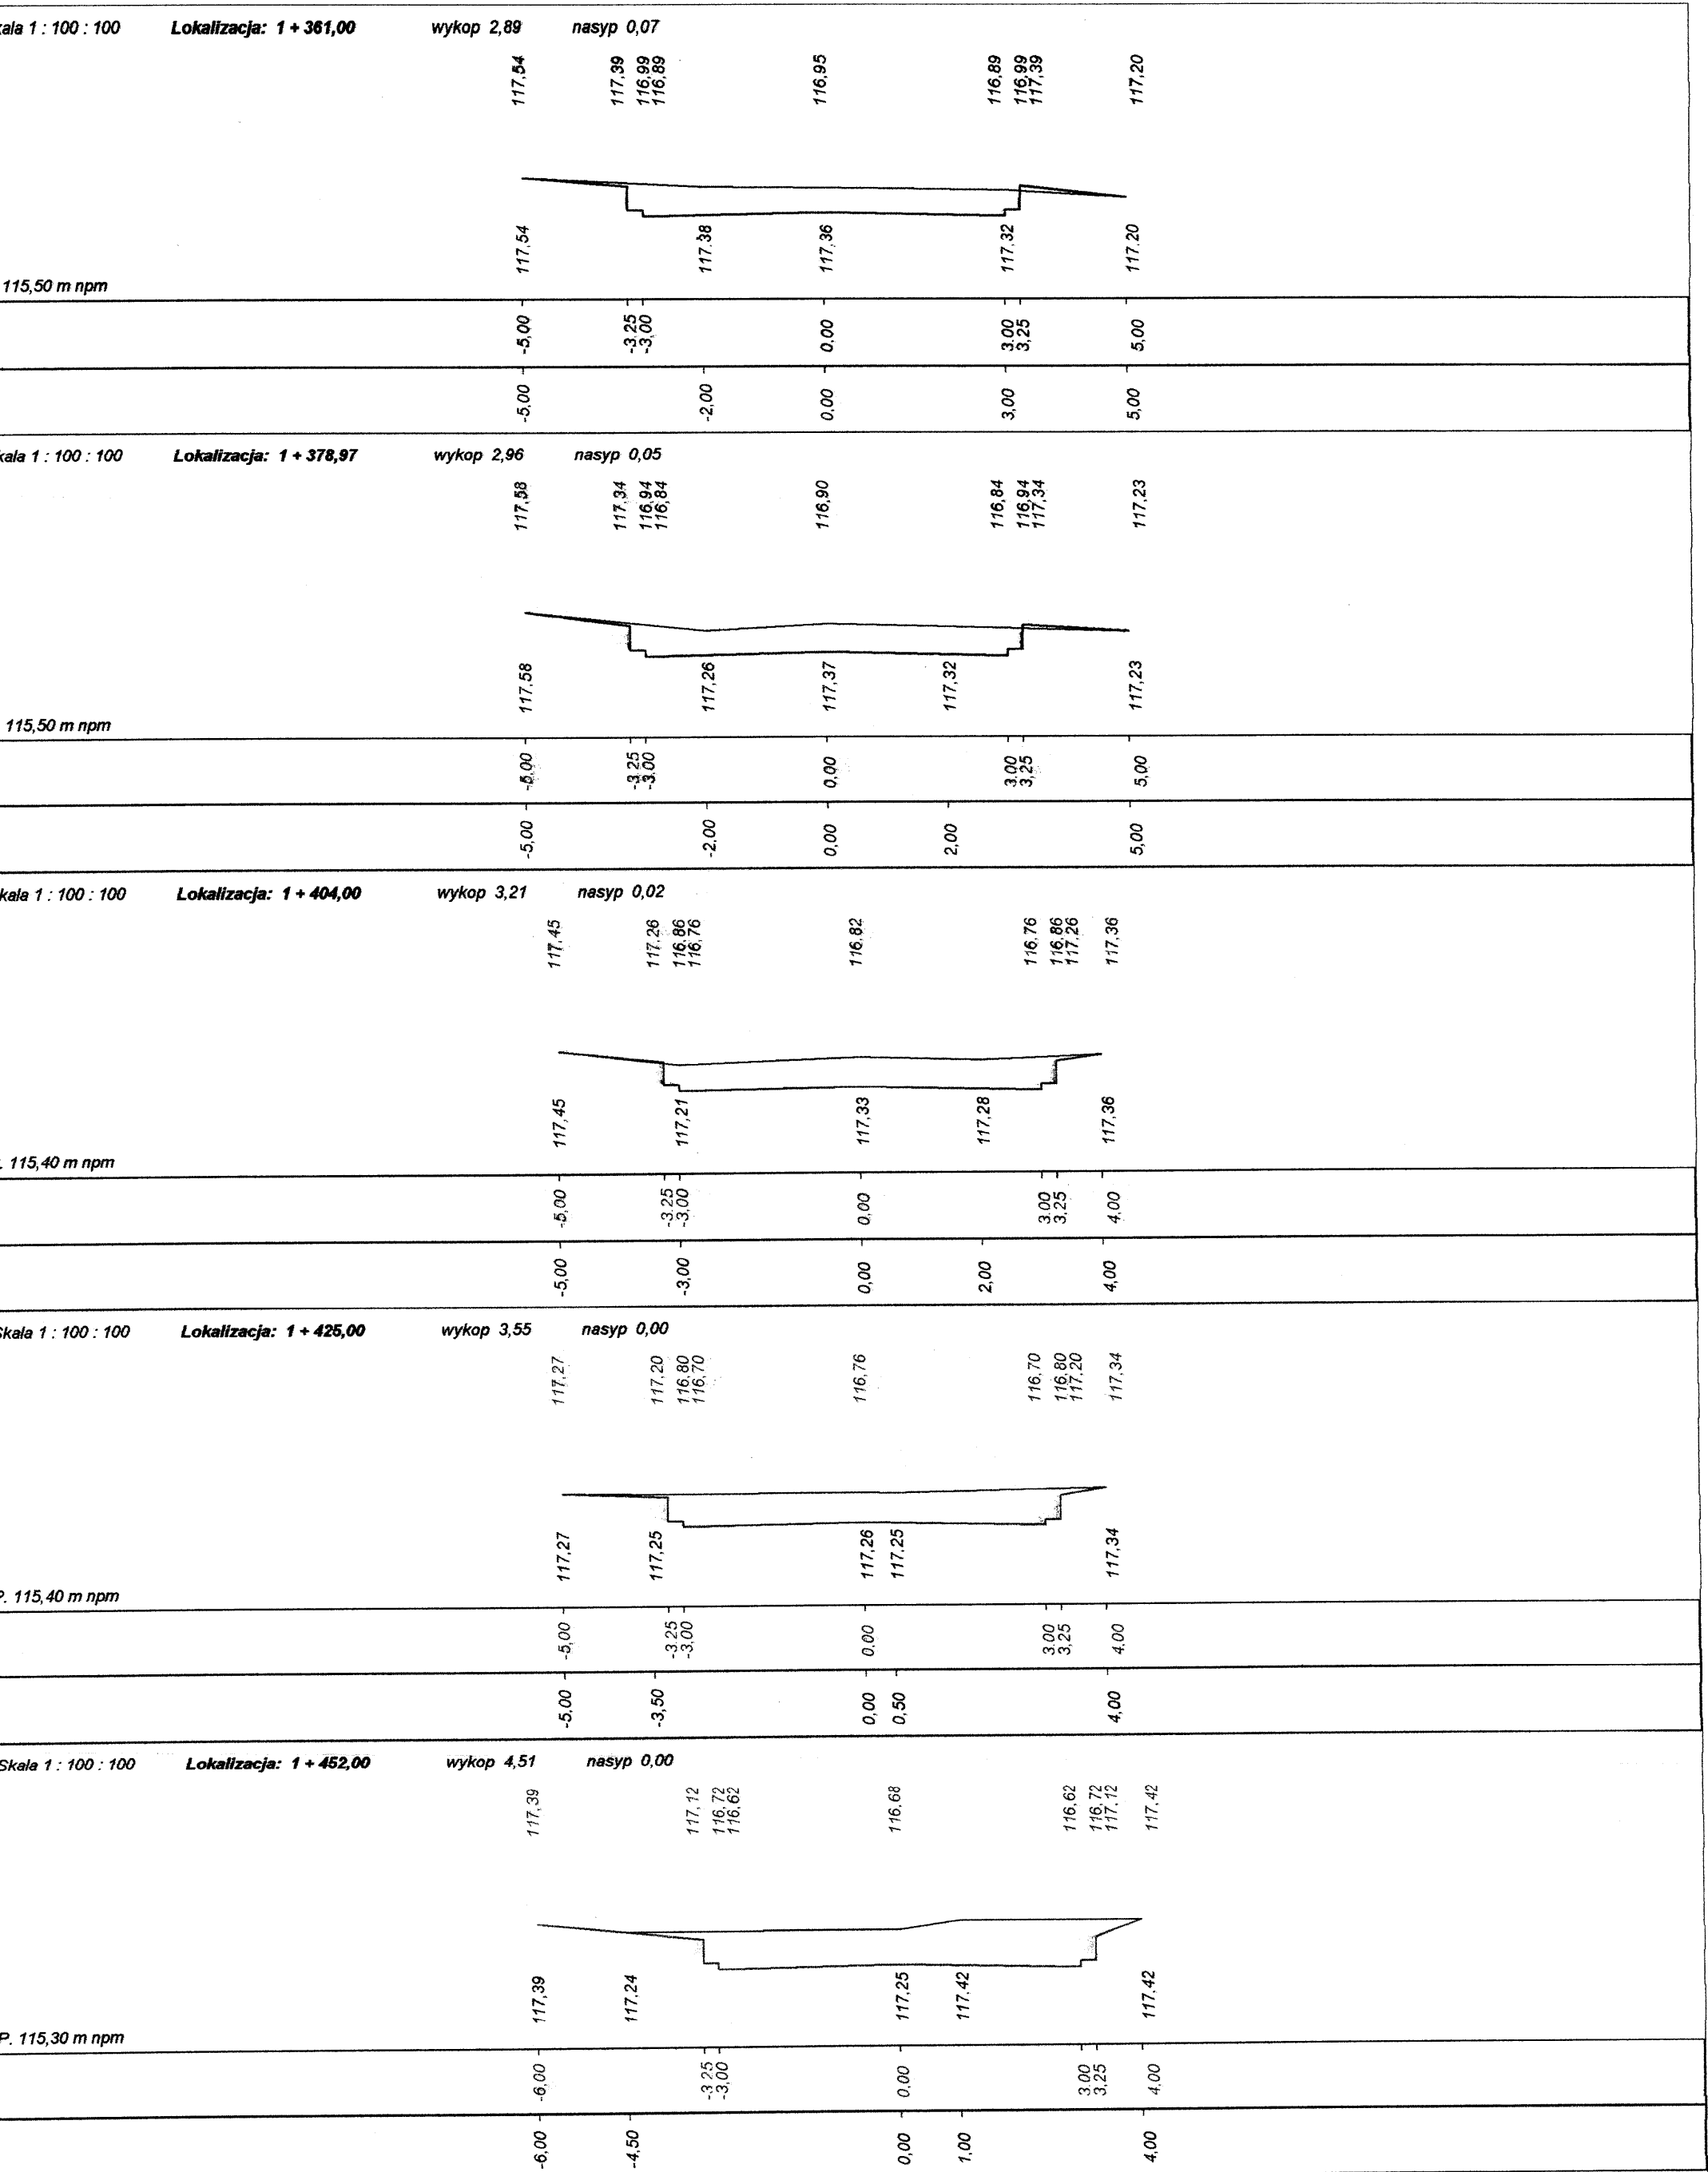 kala 1 : 100 : 100 Lokalizacja: 1 + 361,00 wykop 2,89 nasyp 0,07
117,54 117,39 116,99 116,89 116,95 116,89 116,99 117,39 117,20
117,54 117,38 117,36 117,32 117,20
115,50 m npm
-5,00 -3,25 -3,00 0,00 3,00 3,25 5,00
-5,00 -2,00 0,00 3,00 5,00
kala 1 : 100 : 100 Lokalizacja: 1 + 378,97 wykop 2,96 nasyp 0,05
117,58 117,34 116,94 116,84 116,90 116,84 116,94 117,34 117,23
117,58 117,26 117,37 117,32 117,23
115,50 m npm
-5,00 -3,25 -3,00 0,00 3,00 3,25 5,00
-5,00 -2,00 0,00 2,00 5,00
kala 1 : 100 : 100 Lokalizacja: 1 + 404,00 wykop 3,21 nasyp 0,02
117,45 117,26 116,86 116,76 116,82 116,76 116,86 117,26 117,36
117,45 117,21 117,33 117,28 117,36
. 115,40 m npm
-5,00 -3,25 -3,00 0,00 3,00 3,25 4,00
-5,00 -3,00 0,00 2,00 4,00
Skala 1 : 100 : 100 Lokalizacja: 1 + 425,00 wykop 3,55 nasyp 0,00
117,27 117,20 116,80 116,70 116,76 116,70 116,80 117,20 117,34
117,27 117,25 117,26 117,25 117,34
P. 115,40 m npm
-5,00 -3,25 -3,00 0,00 3,00 3,25 4,00
-5,00 -3,50 0,00 0,50 4,00
Skala 1 : 100 : 100 Lokalizacja: 1 + 452,00 wykop 4,51 nasyp 0,00
117,39 117,12 116,72 116,62 116,68 116,62 116,72 117,12 117,42
117,39 117,24 117,25 117,42 117,42
P. 115,30 m npm
-6,00 -3,25 -3,00 0,00 3,00 3,25 4,00
-6,00 -4,50 0,00 1,00 4,00